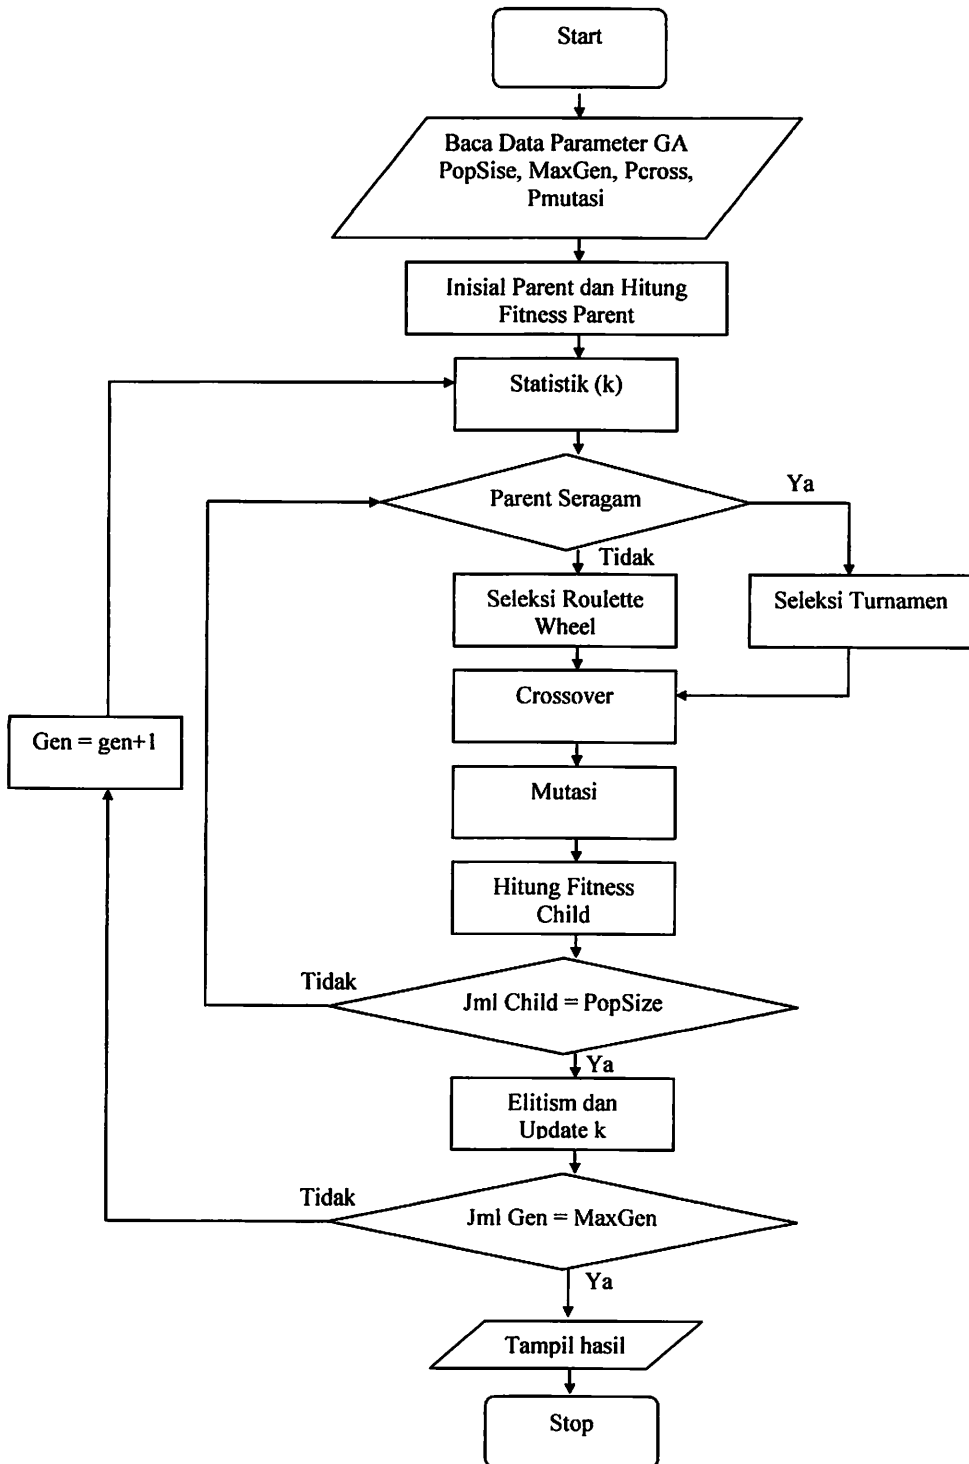 Start
Baca Data Parameter GA
PopSise, MaxGen, Pcross,
Pmutasi
Inisial Parent dan Hitung
Fitness Parent
Statistik (k)
Parent Seragam
Ya
Tidak
Seleksi Roulette
Wheel
Seleksi Turnamen
Crossover
Gen = gen+1
Mutasi
Hitung Fitness
Child
Tidak
Jml Child = PopSize
Ya
Elitism dan
Update k
Tidak
Jml Gen = MaxGen
Ya
Tampil hasil
Stop